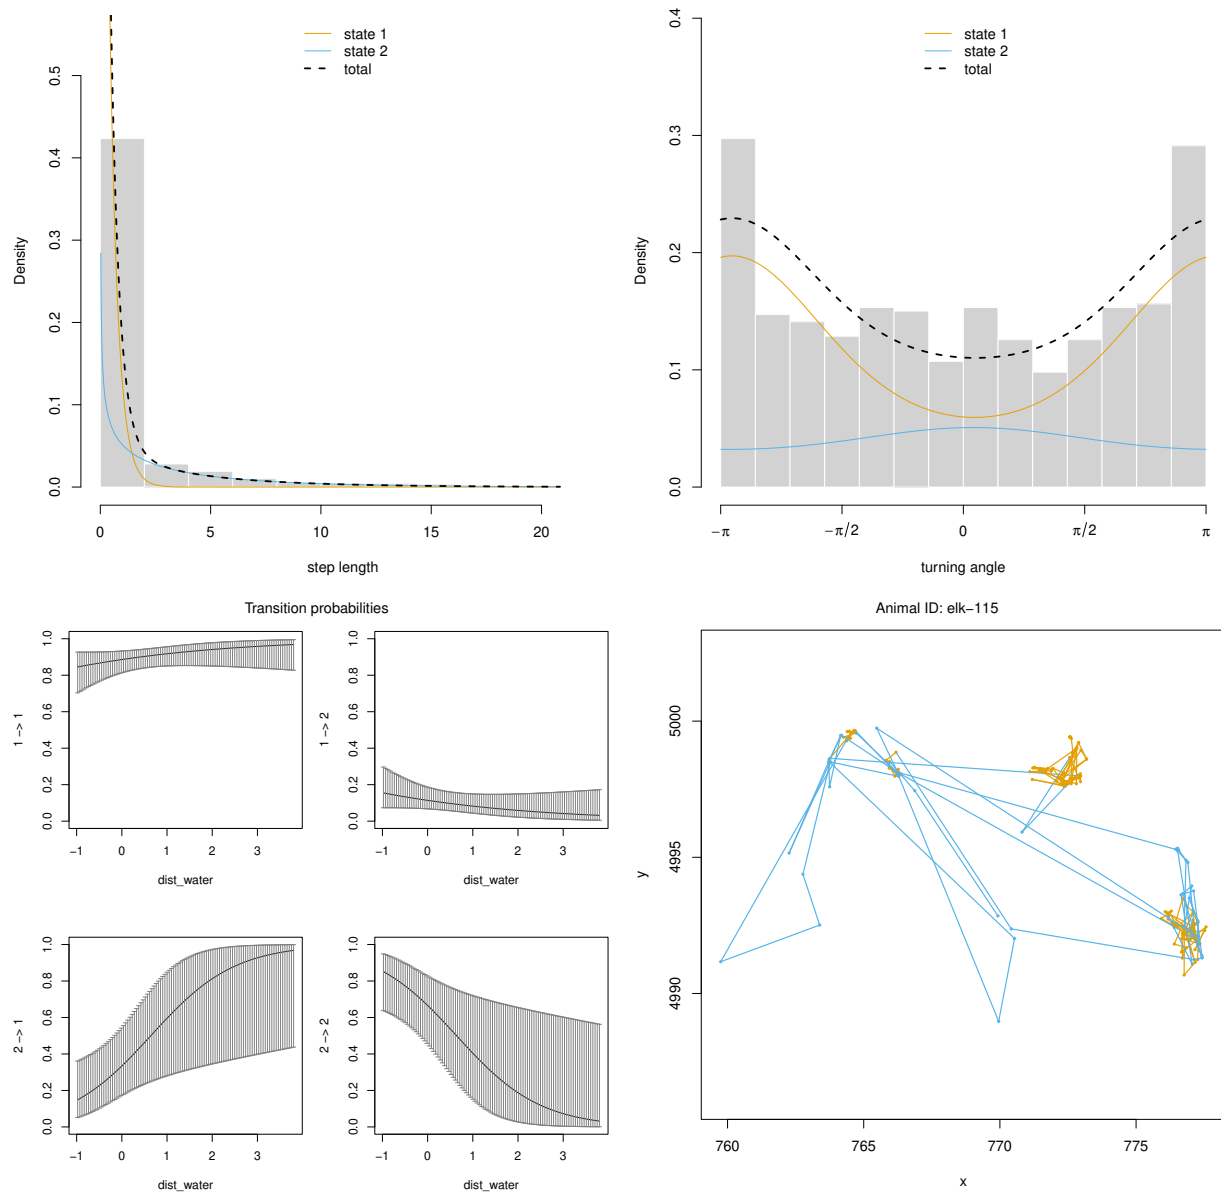 state 1
state 2
total
Density
0.0
0.1
0.2
0.3
0.4
0.5
0
5
10
15
20
step length
state 1
state 2
total
Density
0.0
0.1
0.2
0.3
0.4
−π
−π/2
0
π/2
π
turning angle
Transition probabilities
1 −> 1
0.0
0.2
0.4
0.6
0.8
1.0
−1
0
1
2
3
dist_water
1 −> 2
0.0
0.2
0.4
0.6
0.8
1.0
−1
0
1
2
3
dist_water
2 −> 1
0.0
0.2
0.4
0.6
0.8
1.0
−1
0
1
2
3
dist_water
2 −> 2
0.0
0.2
0.4
0.6
0.8
1.0
−1
0
1
2
3
dist_water
Animal ID: elk−115
y
4990
4995
5000
760
765
770
775
x